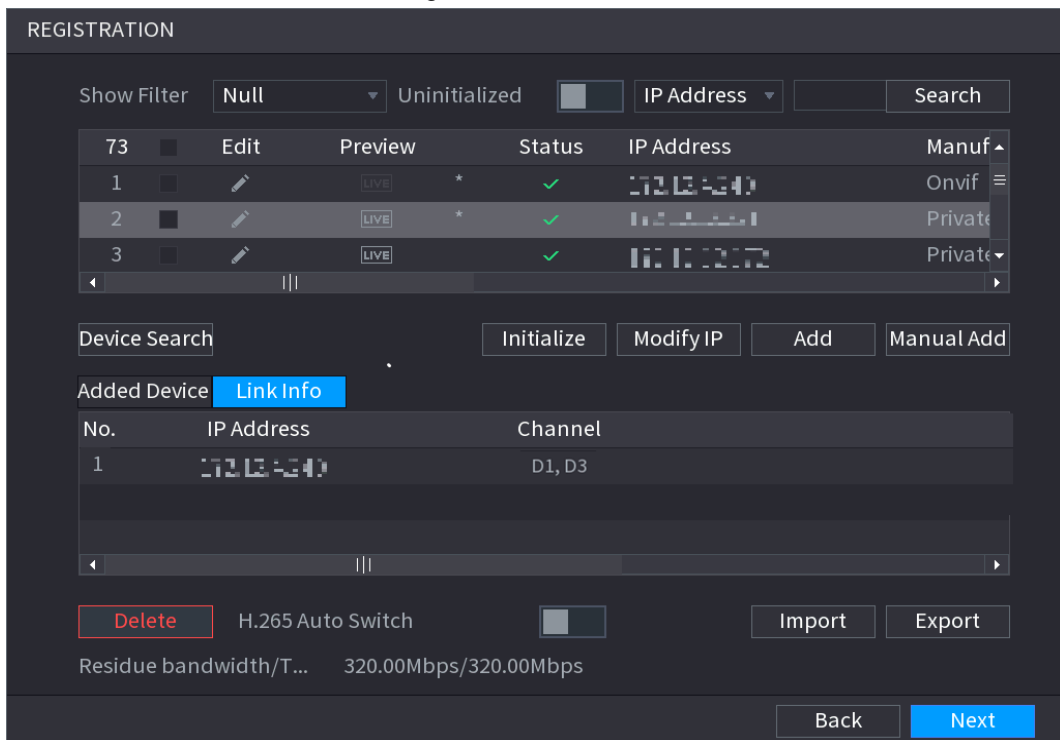 REGISTRATION
Show Filter Null Uninitialized IP Address Search
73 Edit Preview Status IP Address Manuf
1 LIVE * Onvif
2 LIVE * Private
3 LIVE Private
Device Search Initialize Modify IP Add Manual Add
Added Device Link Info
No. IP Address Channel
1 D1, D3
Delete H.265 Auto Switch Import Export
Residue bandwidth/T... 320.00Mbps/320.00Mbps
Back Next